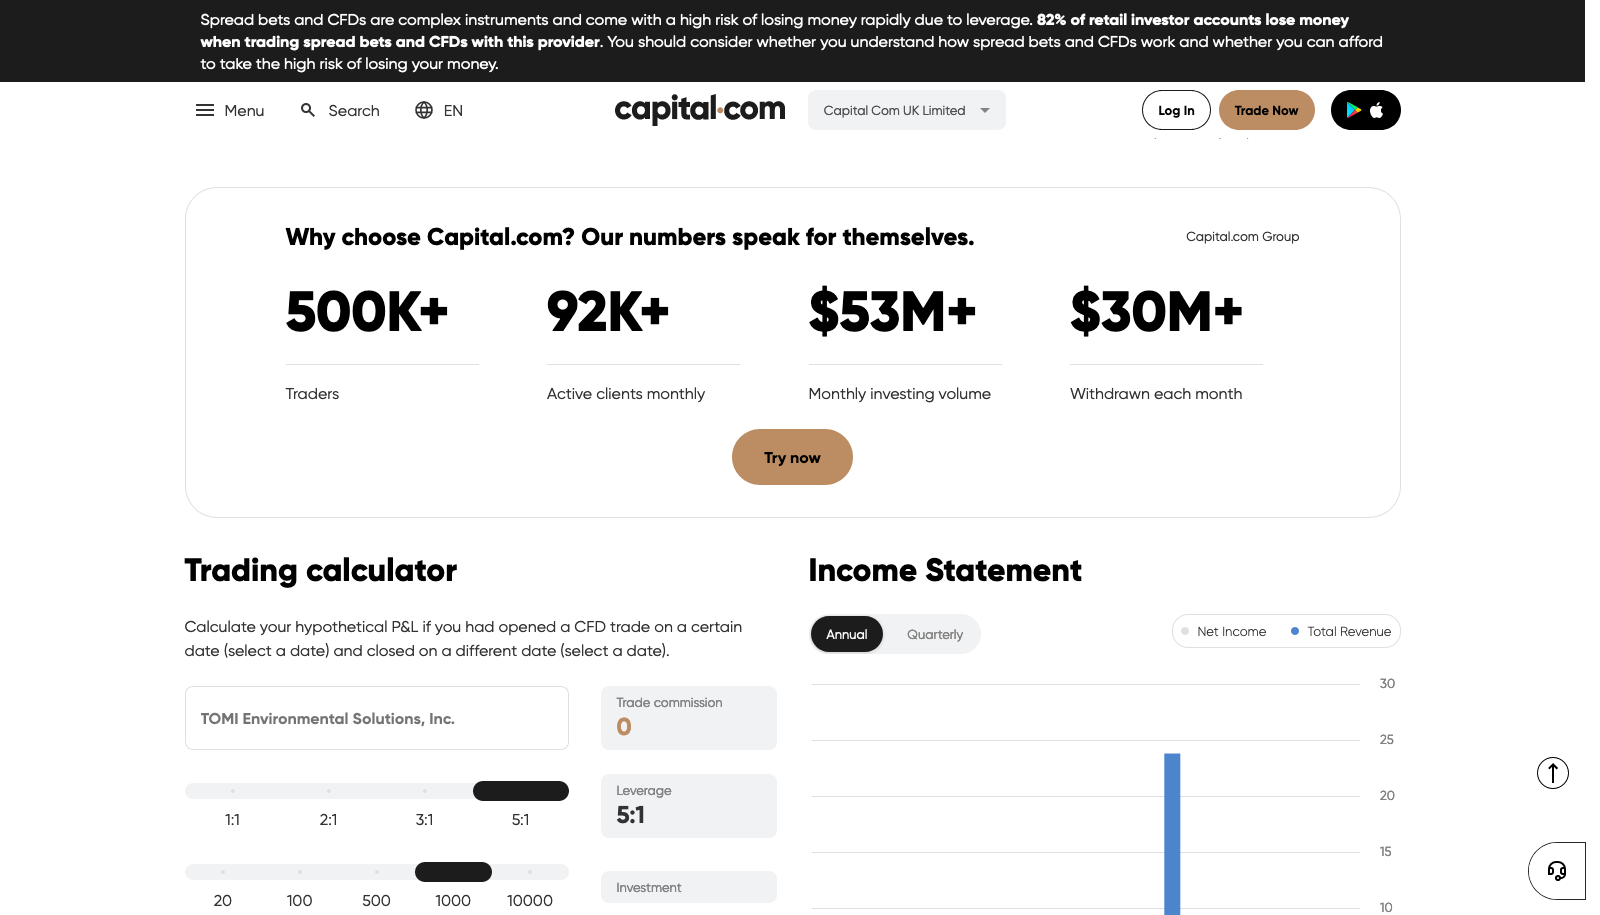 Spread bets and CFDs are complex instruments and come with a high risk of losing money rapidly due to leverage. 82% of retail investor accounts lose money
when trading spread bets and CFDs with this provider. You should consider whether you understand how spread bets and CFDs work and whether you can afford
to take the high risk of losing your money.
Menu Search EN capital.com Capital Com UK Limited Log In Trade Now
Why choose Capital.com? Our numbers speak for themselves. Capital.com Group
500K+ 92K+ $53M+ $30M+
Traders Active clients monthly Monthly investing volume Withdrawn each month
Try now
Trading calculator
Calculate your hypothetical P&L if you had opened a CFD trade on a certain
date (select a date) and closed on a different date (select a date).
TOMI Environmental Solutions, Inc.
Trade commission
0
1:1 2:1 3:1 5:1
Leverage
5:1
20 100 500 1000 10000
Investment
Income Statement
Annual Quarterly
Net Income Total Revenue
30
25
20
15
10